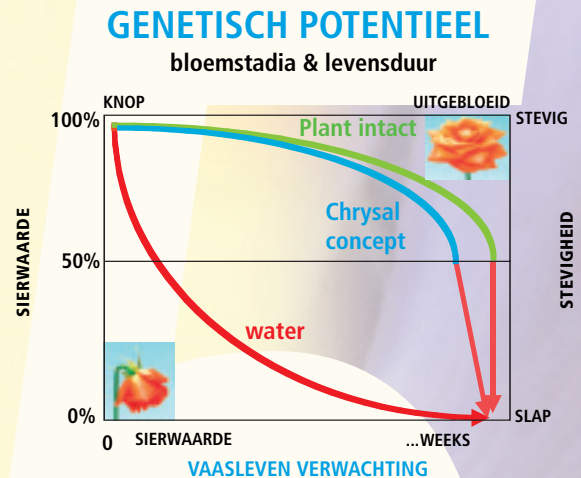 GENETISCH POTENTIEEL
bloemstadia & levensduur
KNOP
UITGEBLOEID
100%
STEVIG
Plant intact
Chrysal
concept
SIERWAARDE
50%
STEVIGHEID
water
0%
SLAP
0
SIERWAARDE
...WEEKS
VAASLEVEN VERWACHTING